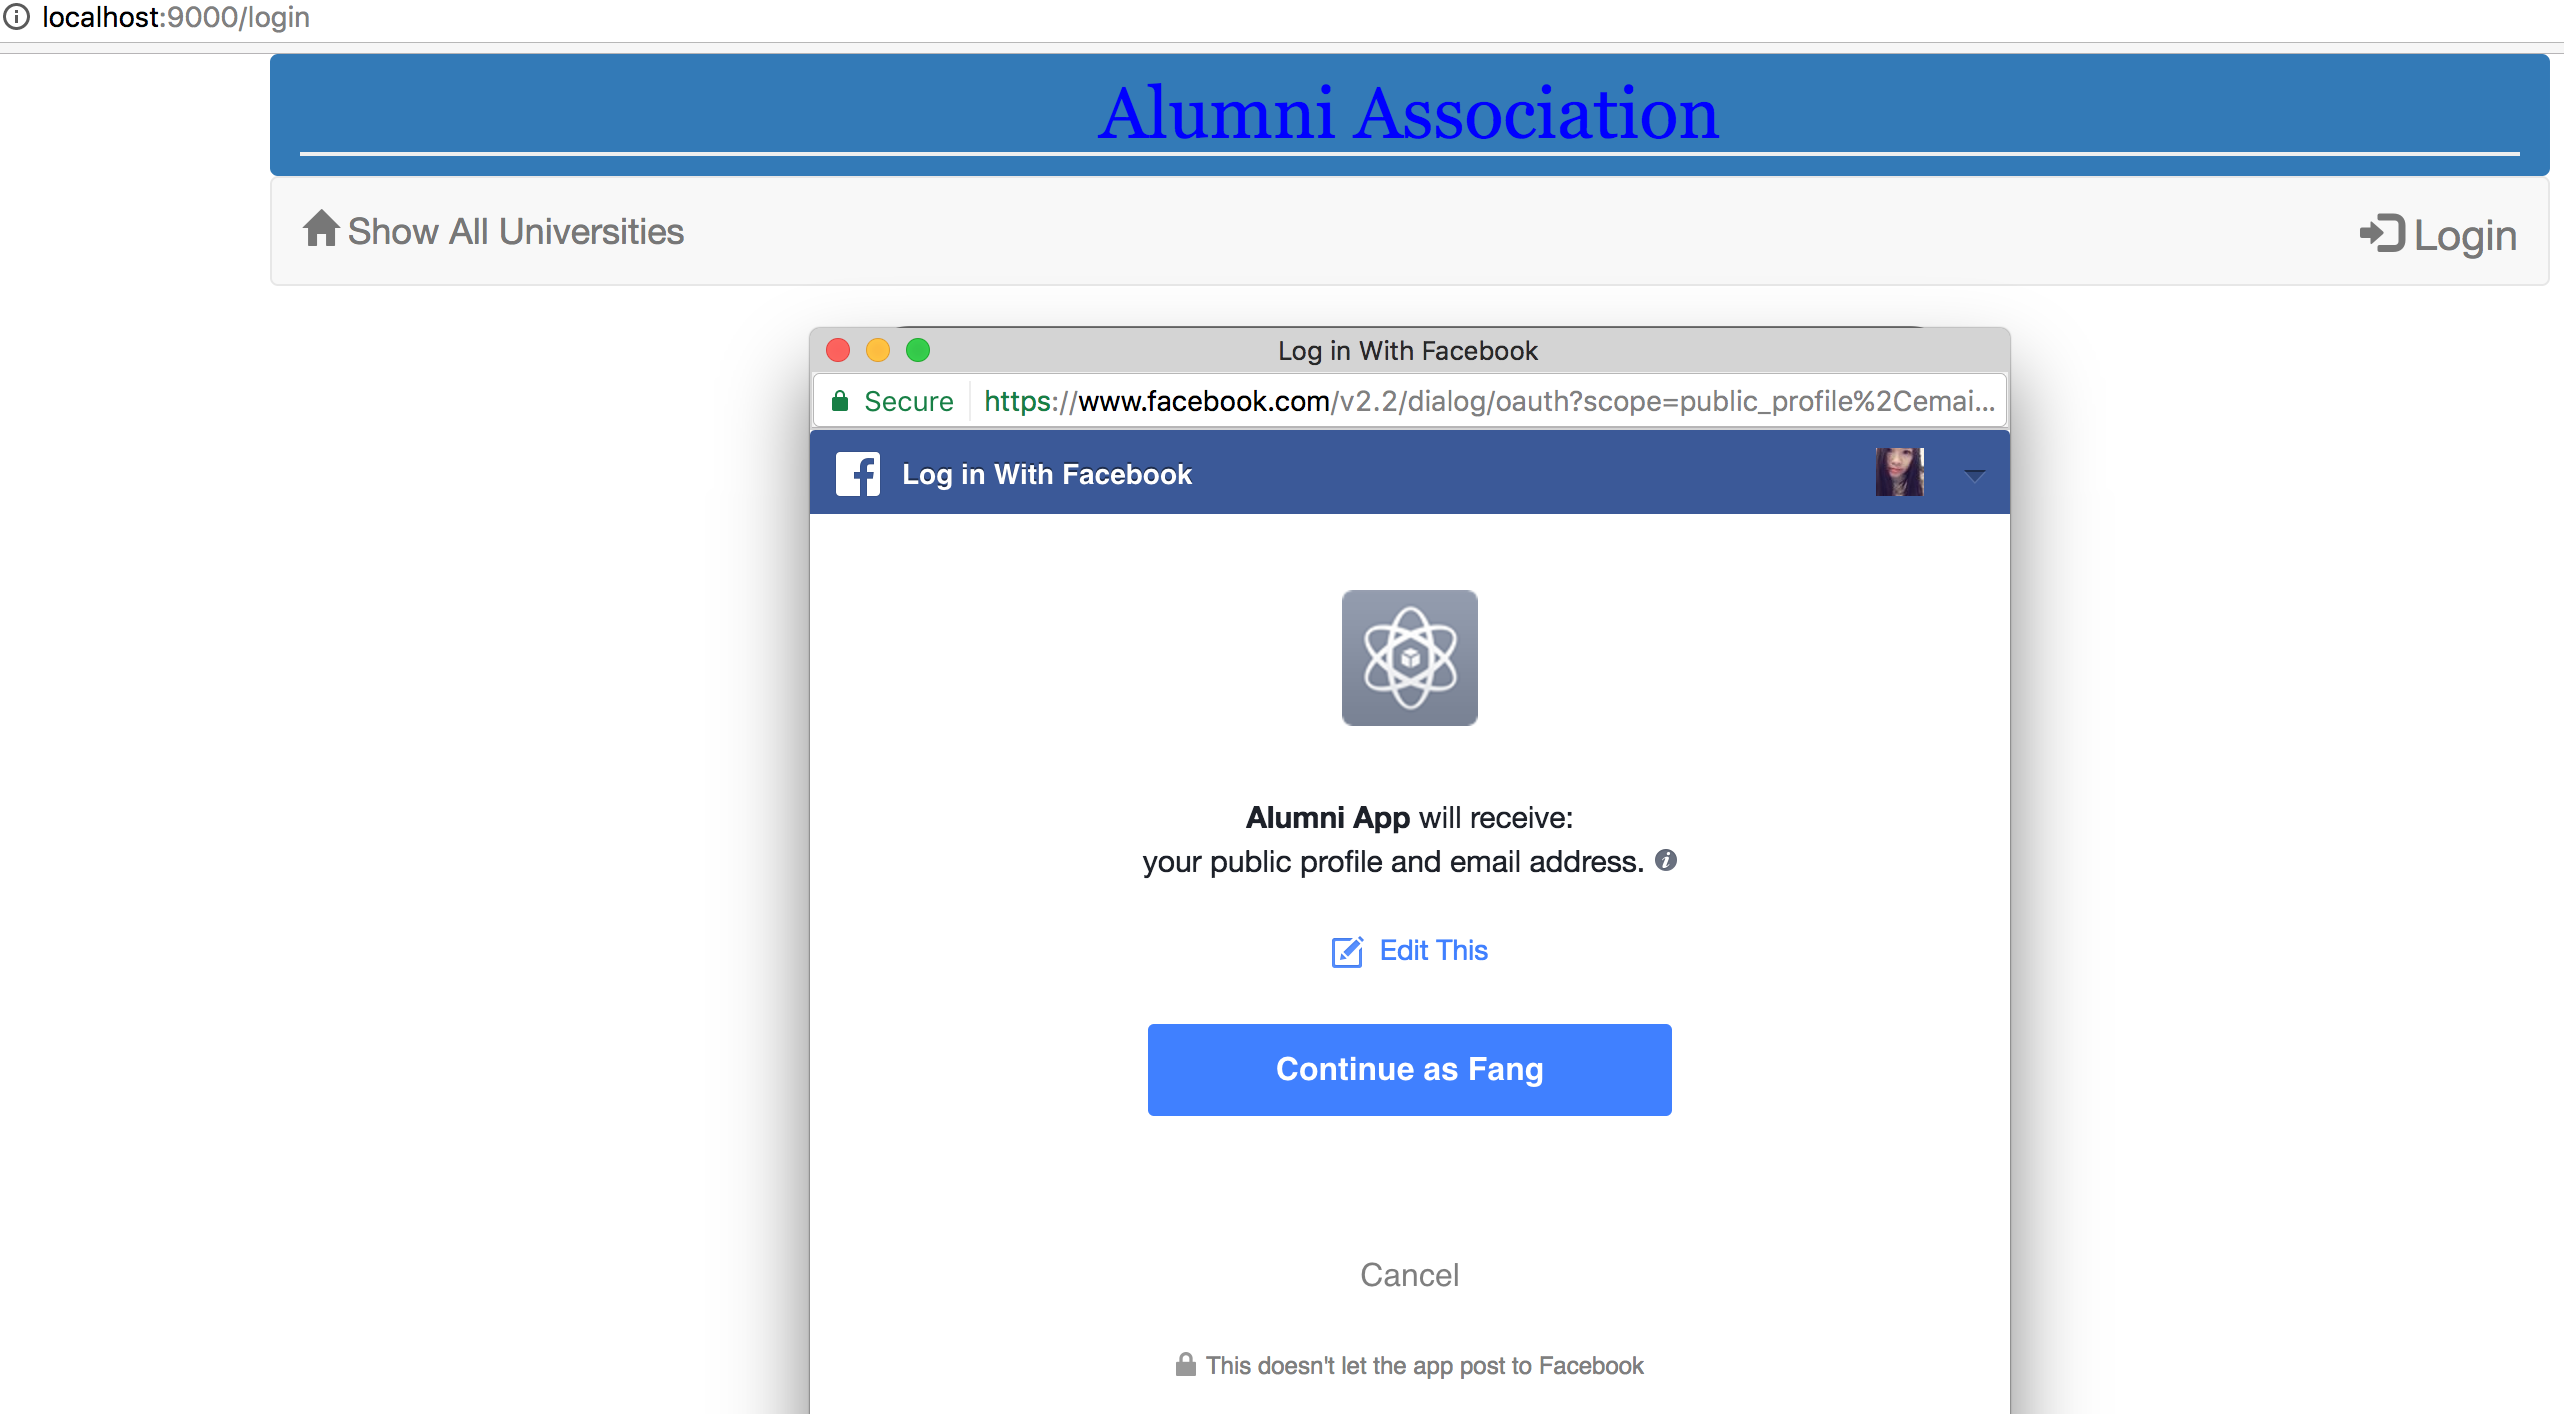 localhost:9000/login
Alumni Association
Show All Universities
Login
Log in With Facebook
Secure https://www.facebook.com/v2.2/dialog/oauth?scope=public_profile%2Cemai...
Log in With Facebook
Alumni App will receive:
your public profile and email address.
Edit This
Continue as Fang
Cancel
This doesn't let the app post to Facebook